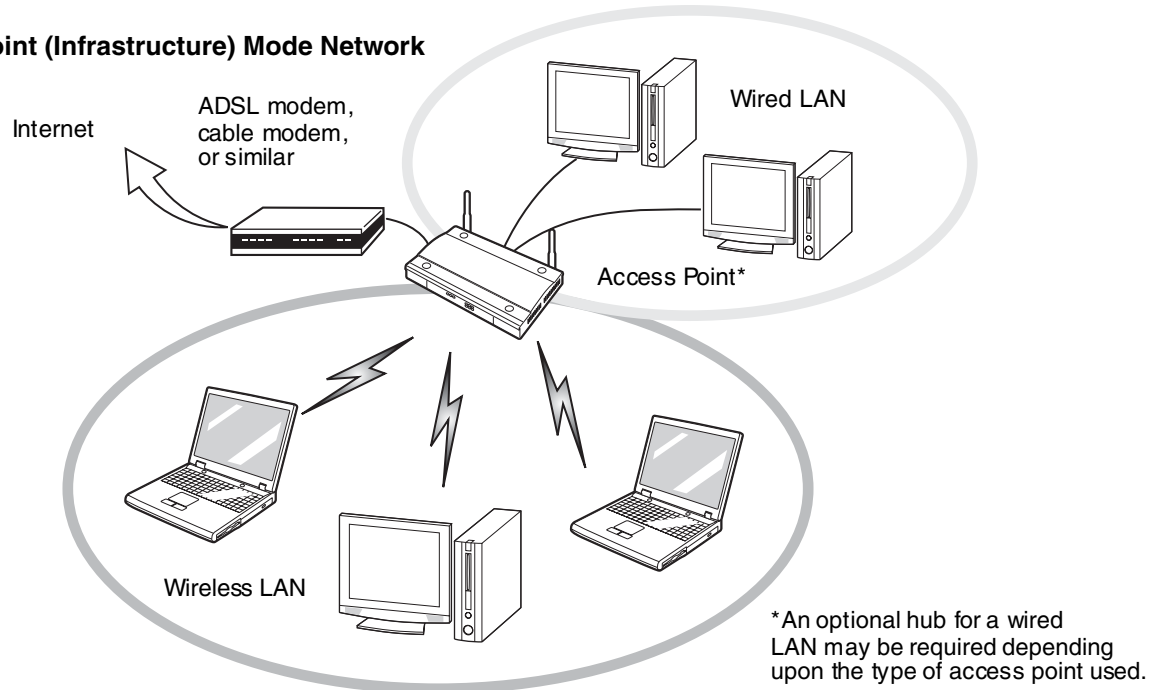 oint (Infrastructure) Mode Network
Internet
ADSL modem,
cable modem,
or similar
Wired LAN
Access Point*
Wireless LAN
*An optional hub for a wired
LAN may be required depending
upon the type of access point used.